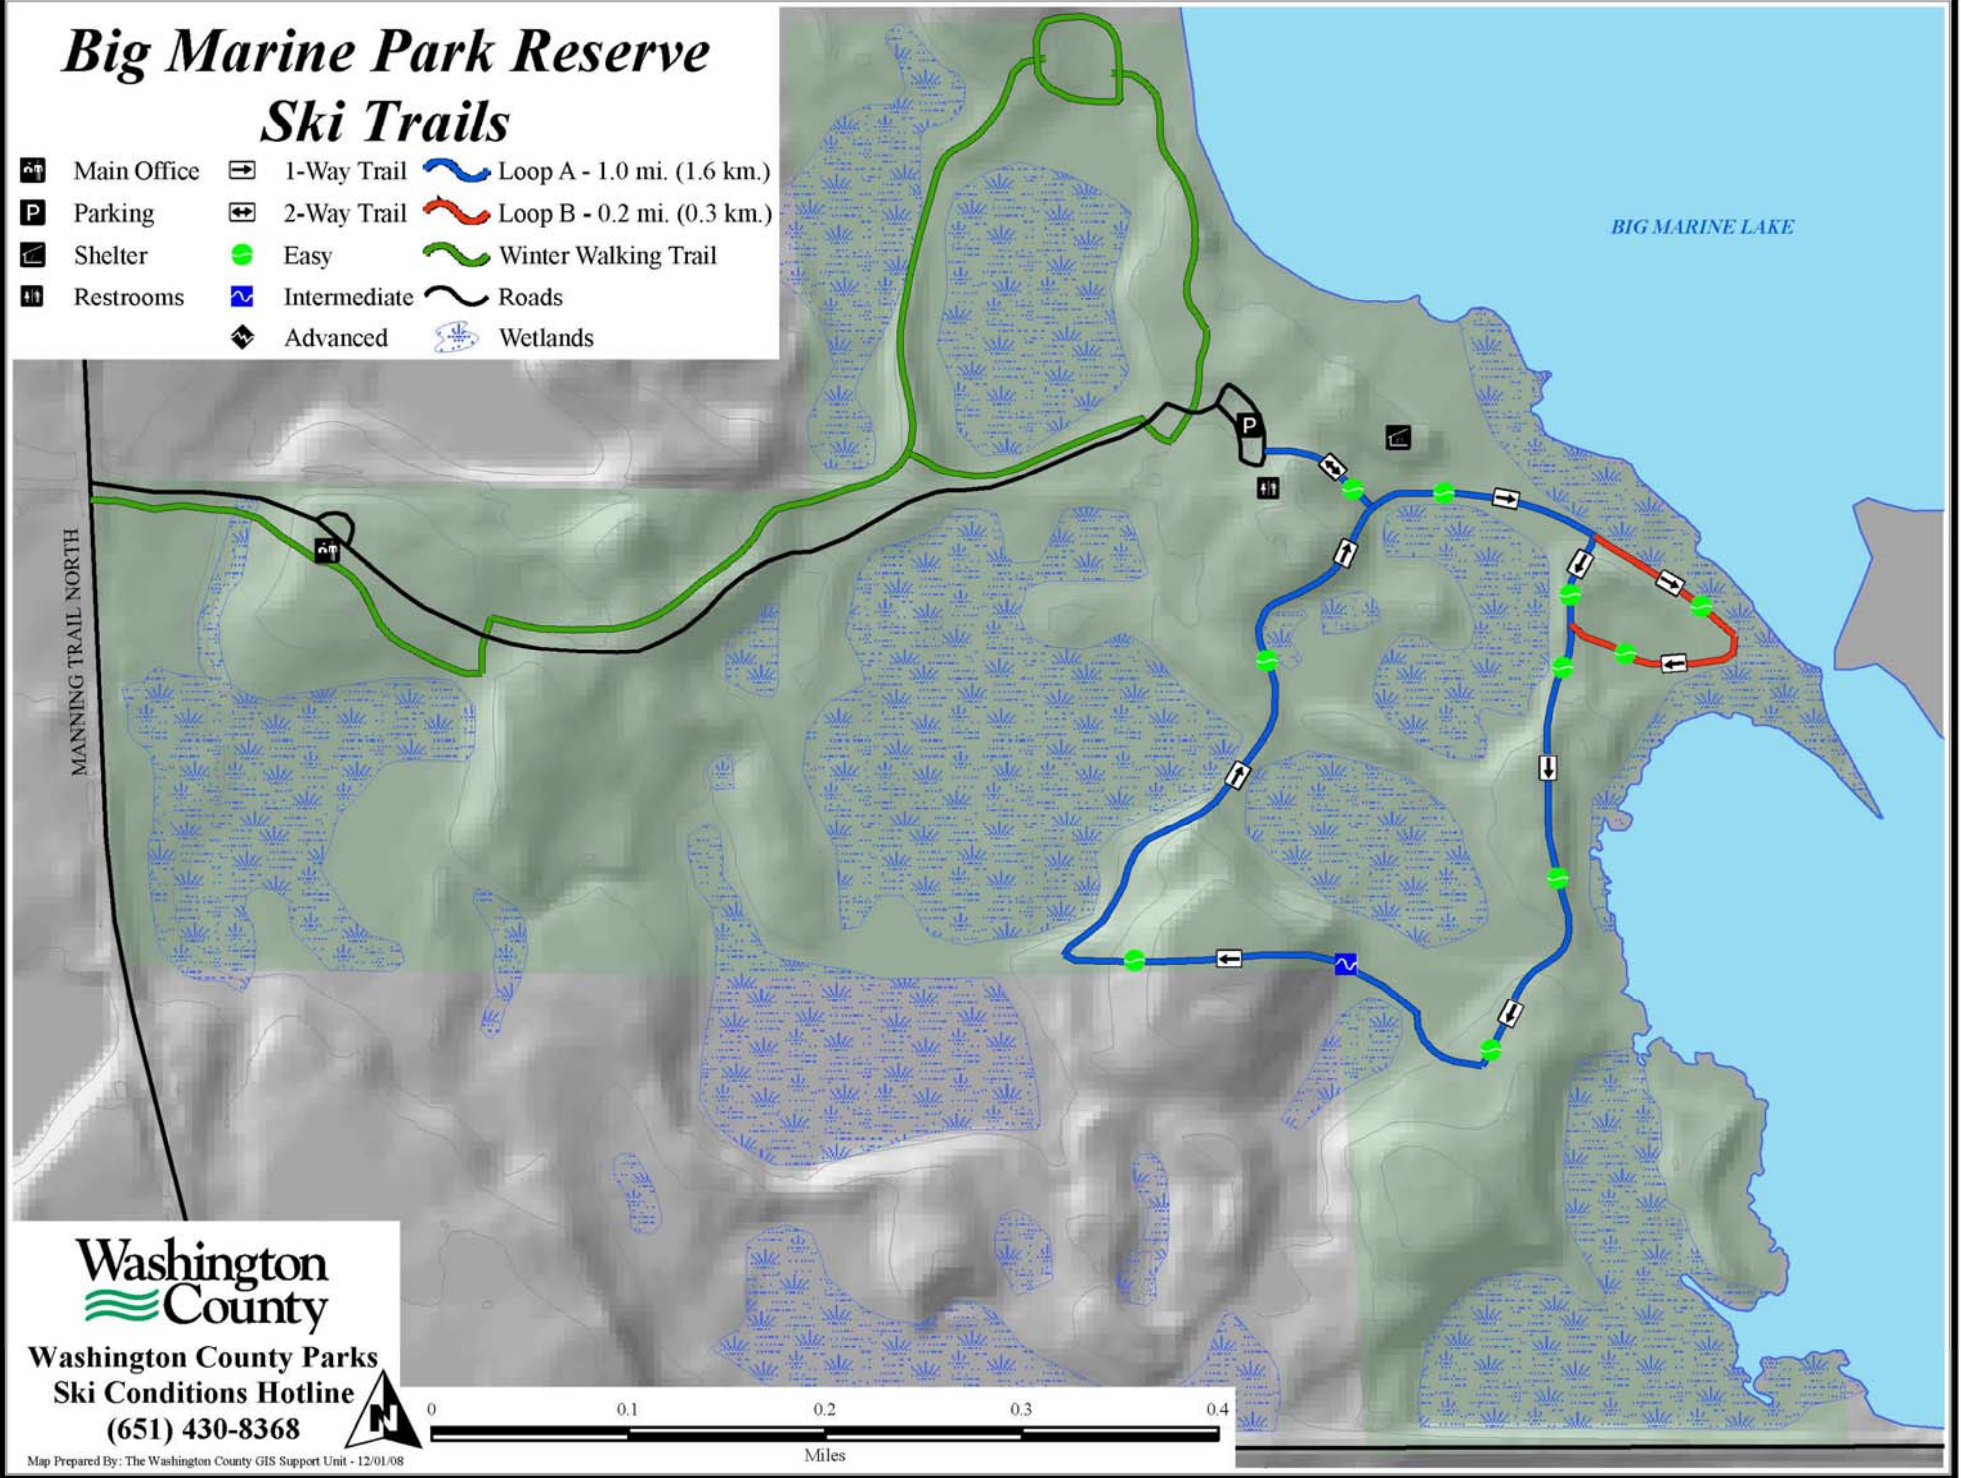 Big Marine Park Reserve
Ski Trails
Main Office
1-Way Trail
Loop A - 1.0 mi. (1.6 km.)
P
Parking
2-Way Trail
Loop B - 0.2 mi. (0.3 km.)
Shelter
Easy
Winter Walking Trail
Restrooms
Intermediate
Roads
Advanced
Wetlands
BIG MARINE LAKE
P
MANNING TRAIL NORTH
Washington
County
Washington County Parks
Ski Conditions Hotline
(651) 430-8368
N
Map Prepared By: The Washington County GIS Support Unit - 12/01/08
0 0.1 0.2 0.3 0.4
Miles